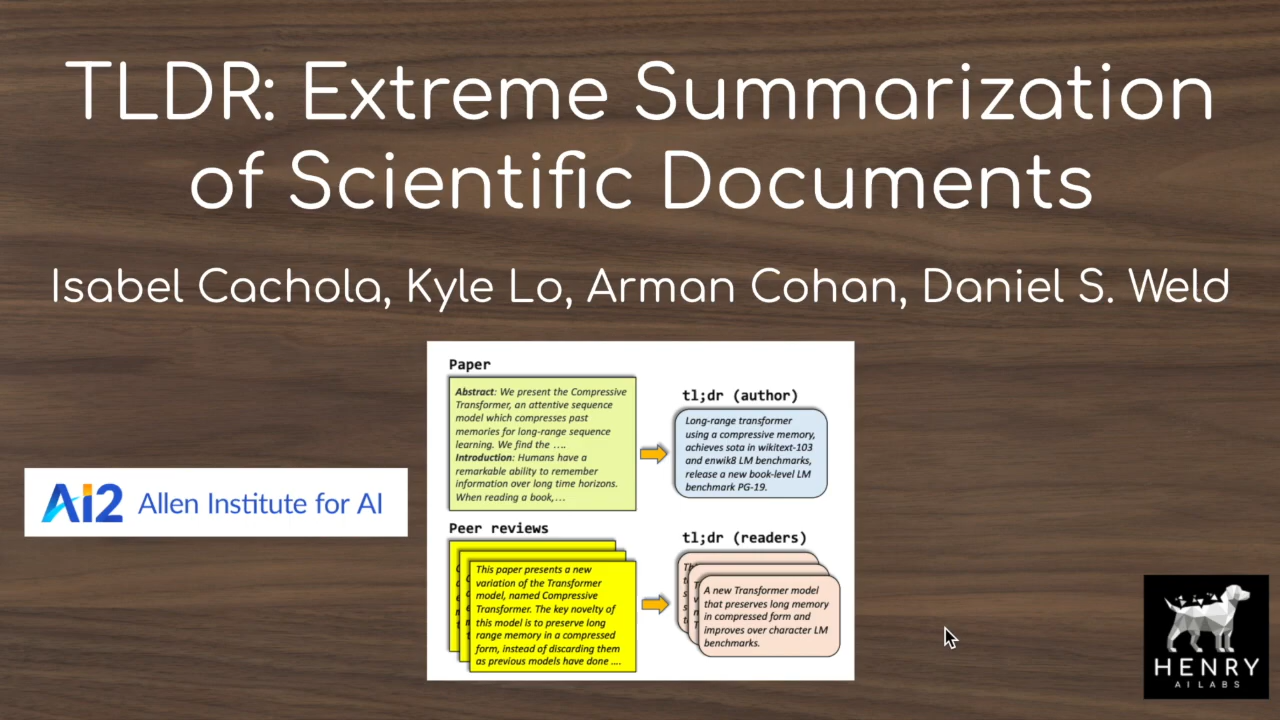 TLDR: Extreme Summarization
of Scientific Documents
Isabel Cachola, Kyle Lo, Arman Cohan, Daniel S. Weld
Paper
Abstract: We present the Compressive
Transformer, an attentive sequence
model which compresses past
memories for long-range sequence
learning. We find the ....
Introduction: Humans have a
remarkable ability to remember
information over long time horizons.
When reading a book,...
tl;dr (author)
Long-range transformer
using a compressive memory,
achieves sota in wikitext-103
and enwik8 LM benchmarks,
release a new book-level LM
benchmark PG-19.
Ai2 Allen Institute for AI
Peer reviews
This paper presents a new
variation of the Transformer
model, named Compressive
Transformer. The key novelty of
this model is to preserve long
range memory in a compressed
form, instead of discarding them
as previous models have done ....
tl;dr (readers)
A new Transformer model
that preserves long memory
in compressed form and
improves over character LM
benchmarks.
HENRY
AI LABS